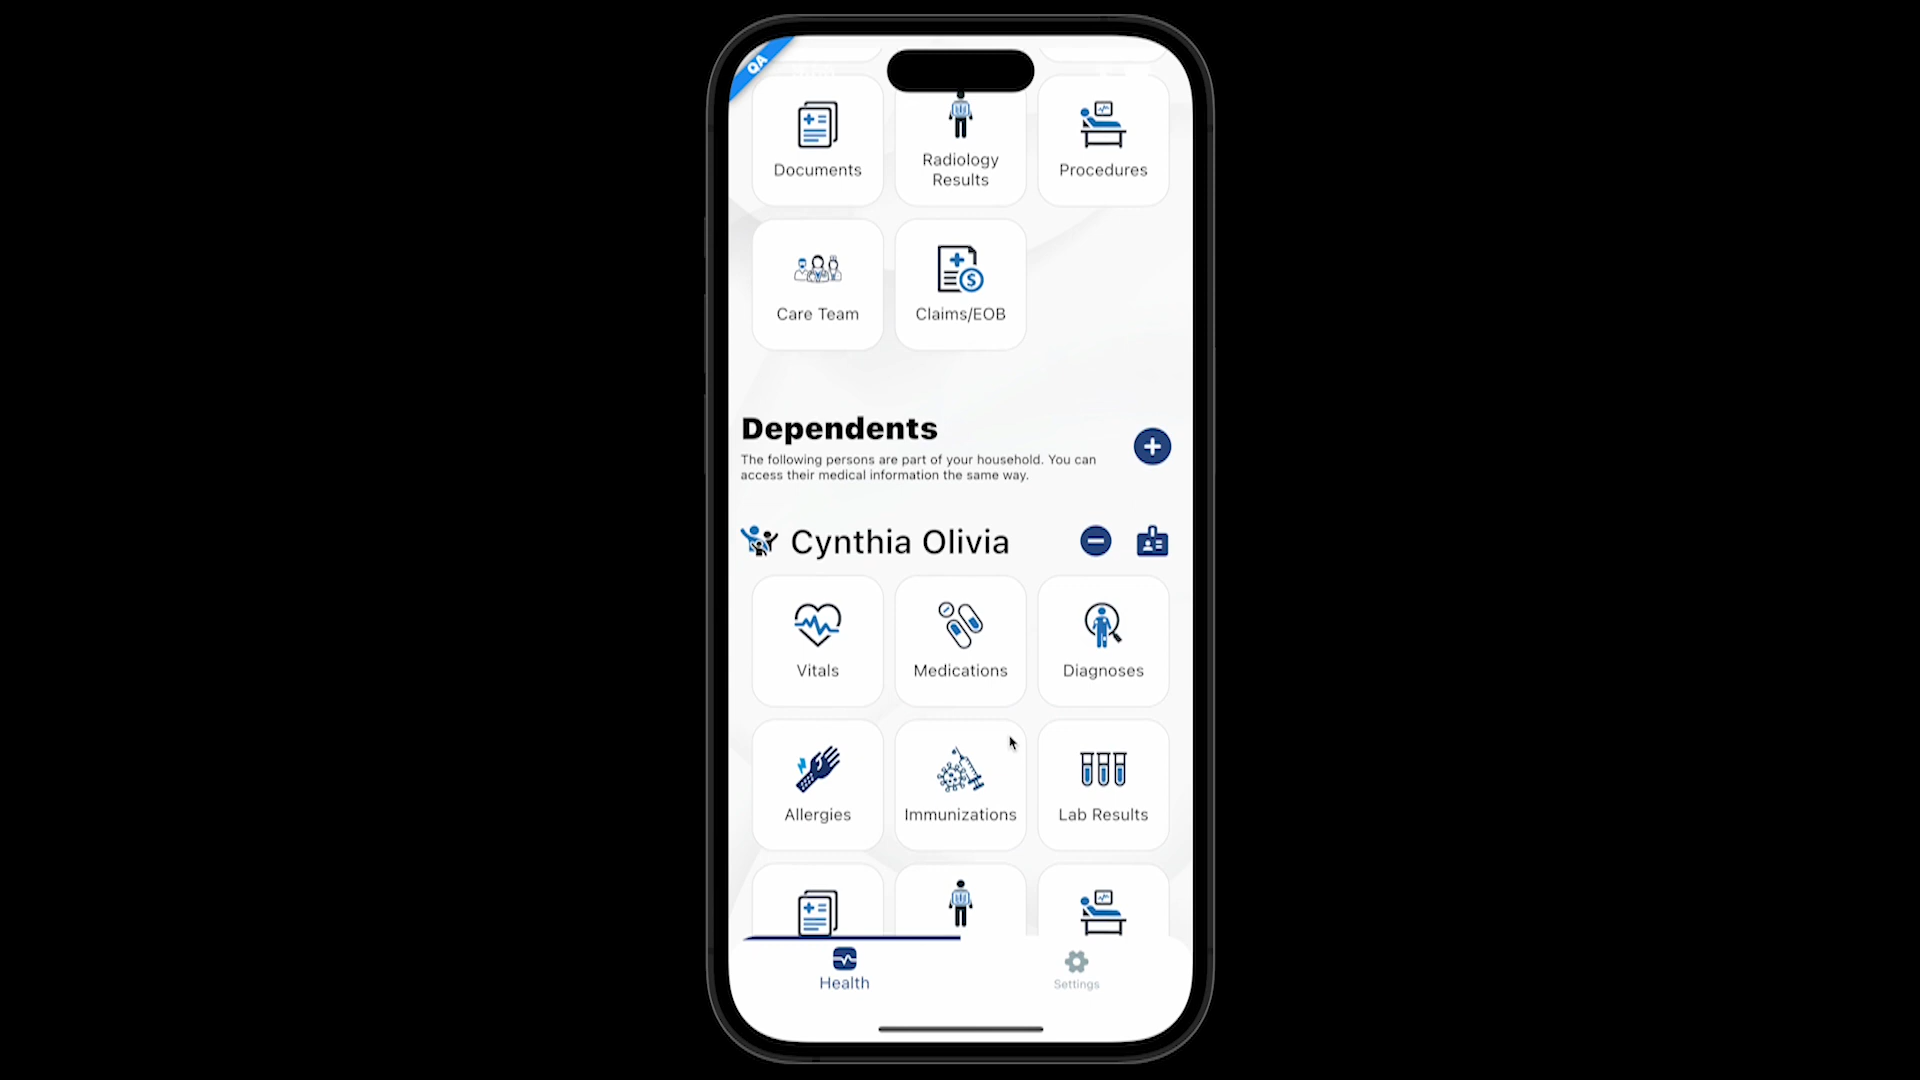 QA
Documents
Radiology
Results
Procedures
Care Team
Claims/EOB
Dependents
The following persons are part of your household. You can
access their medical information the same way.
Cynthia Olivia
Vitals
Medications
Diagnoses
Allergies
Immunizations
Lab Results
Health
Settings